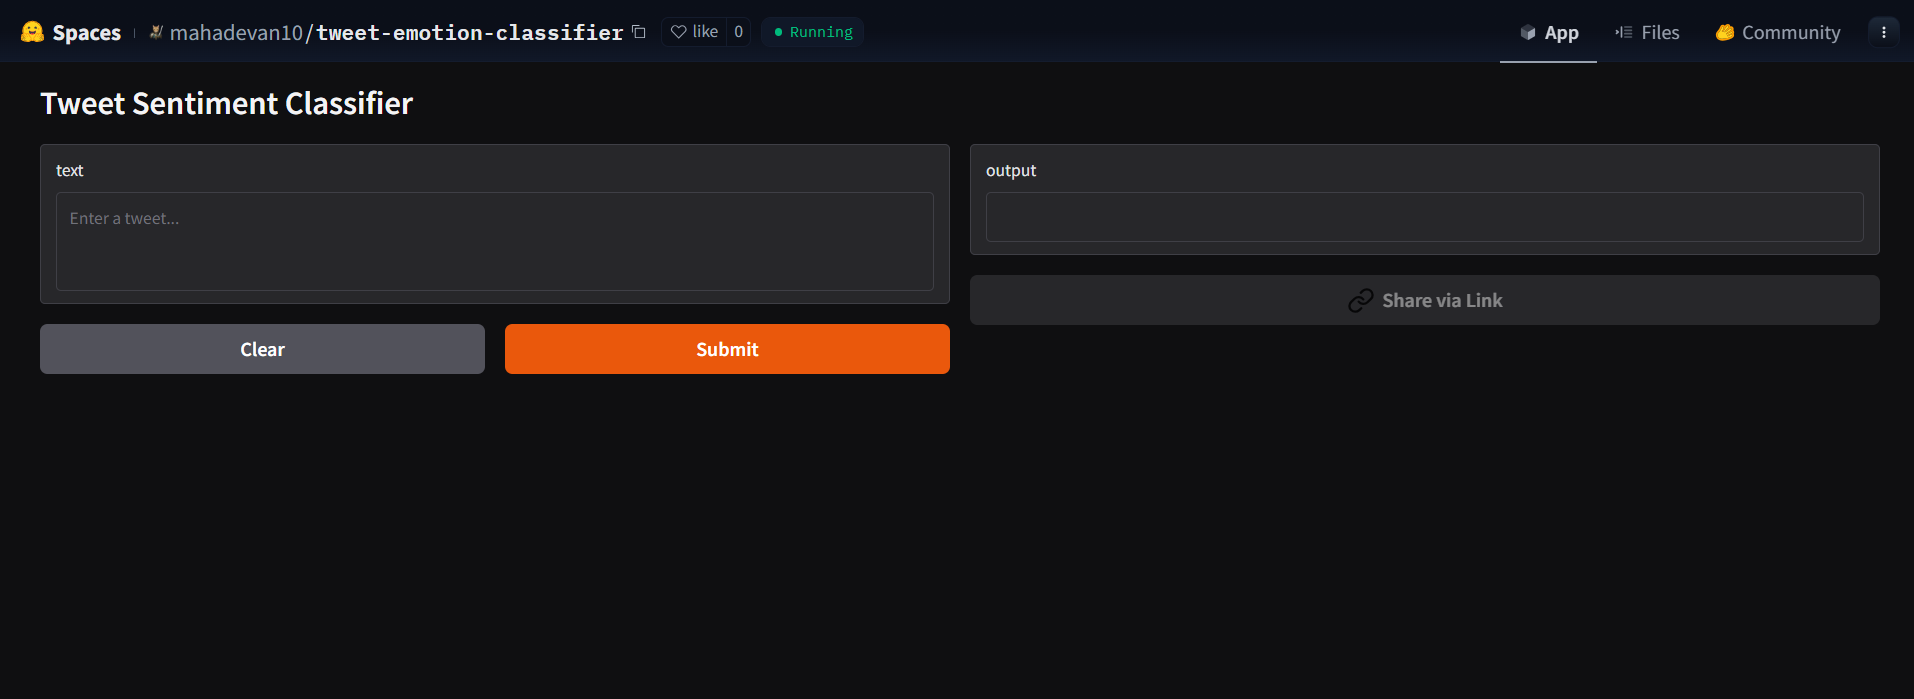 Spaces mahadevan10/tweet-emotion-classifier like 0 Running App Files Community
Tweet Sentiment Classifier
text
Enter a tweet...
Clear Submit
output
Share via Link